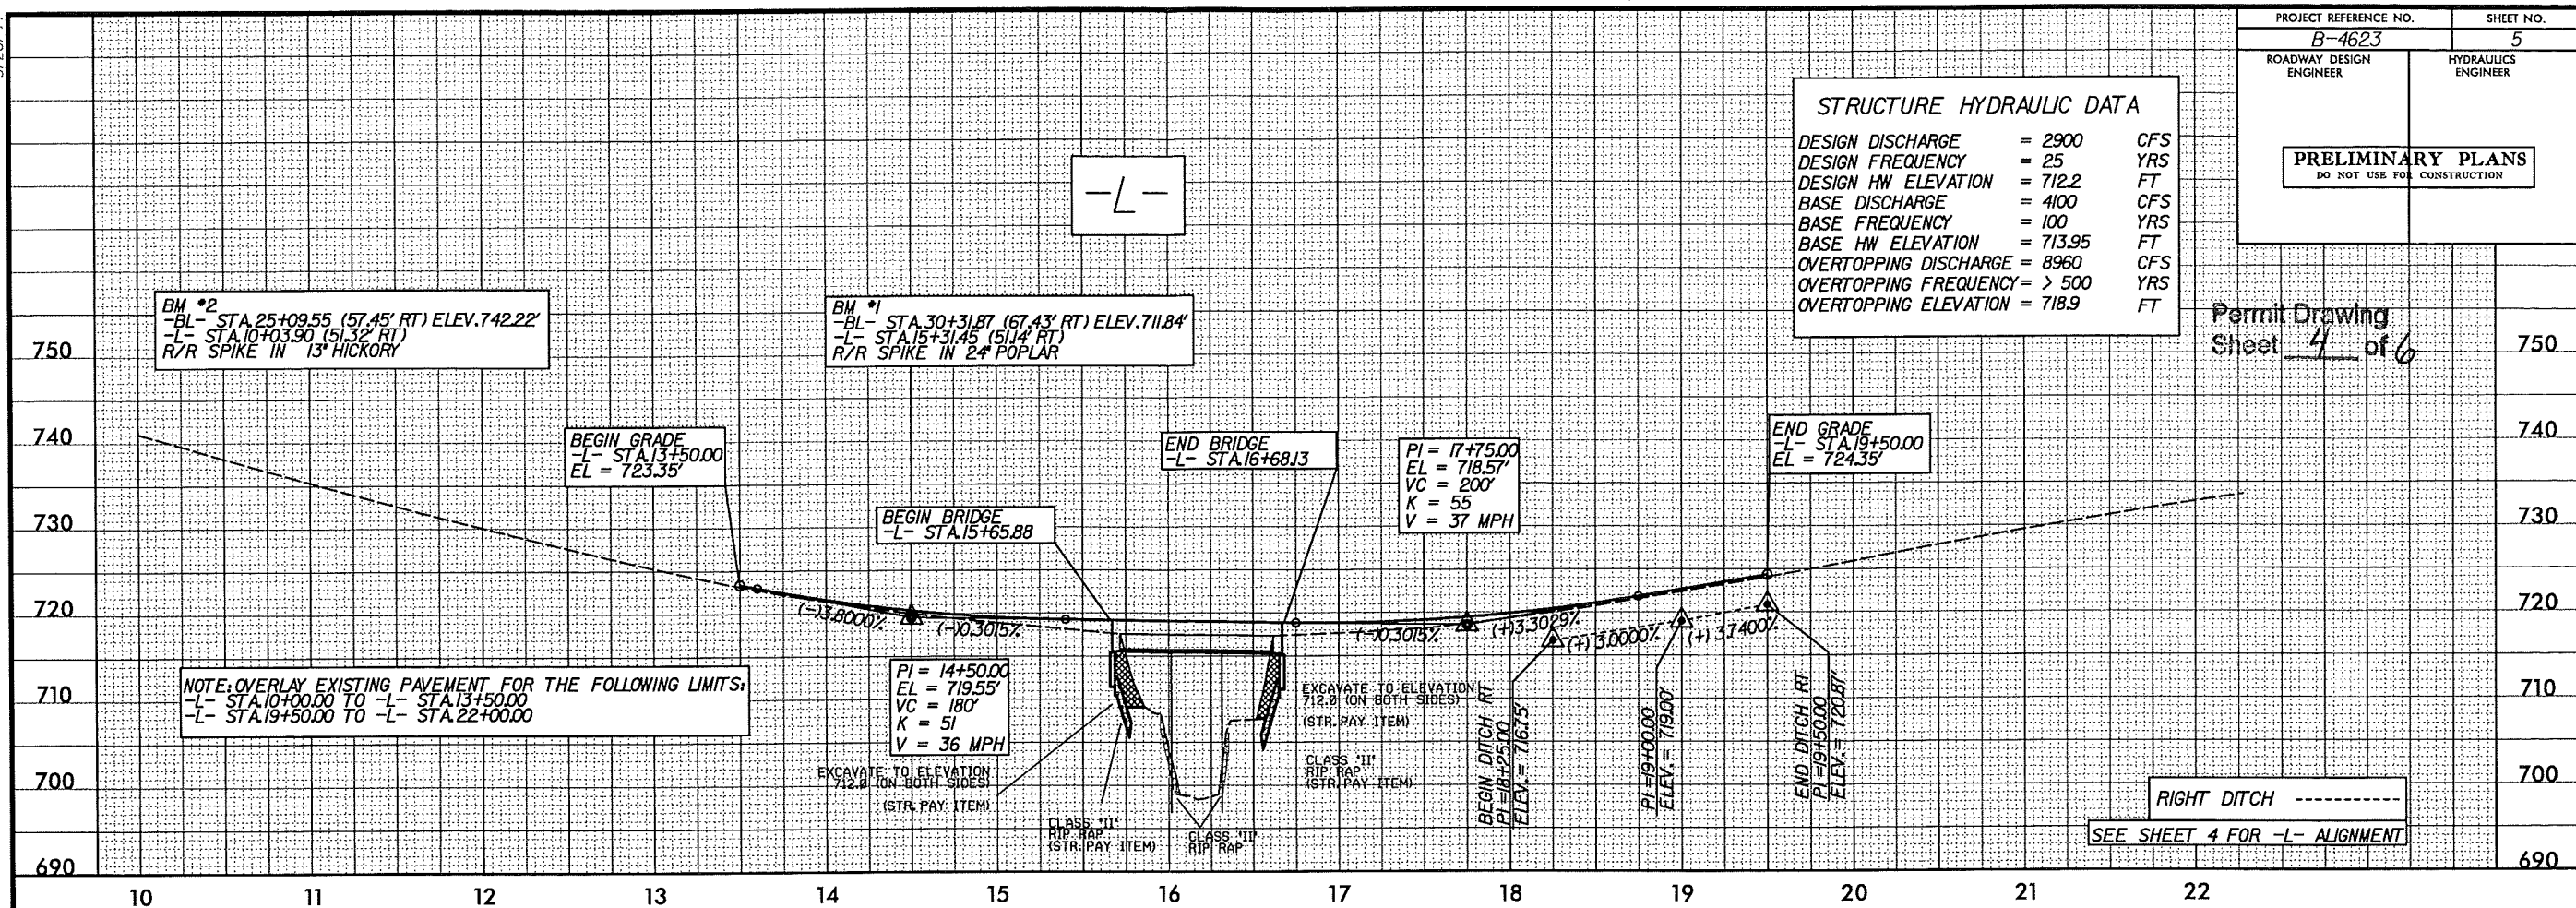 PROJECT REFERENCE NO. SHEET NO.
B-4623 5
ROADWAY DESIGN ENGINEER
HYDRAULICS ENGINEER
PRELIMINARY PLANS
DO NOT USE FOR CONSTRUCTION
STRUCTURE HYDRAULIC DATA
DESIGN DISCHARGE = 2900 CFS
DESIGN FREQUENCY = 25 YRS
DESIGN HW ELEVATION = 712.2 FT
BASE DISCHARGE = 4100 CFS
BASE FREQUENCY = 100 YRS
BASE HW ELEVATION = 713.95 FT
OVERTOPPING DISCHARGE = 8960 CFS
OVERTOPPING FREQUENCY = > 500 YRS
OVERTOPPING ELEVATION = 718.9 FT
Permit Drawing
Sheet 4 of 6
-L-
BM #2
-BL- STA.25+09.55 (57.45' RT) ELEV.742.22'
-L- STA.10+03.90 (51.32' RT)
R/R SPIKE IN 13" HICKORY
BM #1
-BL- STA.30+31.87 (67.43' RT) ELEV.711.84'
-L- STA.15+31.45 (51.14' RT)
R/R SPIKE IN 24" POPLAR
750 750
740 740
730 730
720 720
710 710
700 700
690 690
BEGIN GRADE
-L- STA.13+50.00
EL = 723.35'
BEGIN BRIDGE
-L- STA.15+65.88
END BRIDGE
-L- STA.16+68.13
PI = 17+75.00
EL = 718.57'
VC = 200'
K = 55
V = 37 MPH
END GRADE
-L- STA.19+50.00
EL = 724.35'
(-)3.8000%
(-)0.3015%
(-)0.3015%
(+)3.3029%
(+) 3.0000%
(+) 3.7400%
NOTE: OVERLAY EXISTING PAVEMENT FOR THE FOLLOWING LIMITS:
-L- STA.10+00.00 TO -L- STA.13+50.00
-L- STA.19+50.00 TO -L- STA.22+00.00
PI = 14+50.00
EL = 719.55'
VC = 180'
K = 51
V = 36 MPH
EXCAVATE TO ELEVATION
712.0 (ON BOTH SIDES)
(STR. PAY ITEM)
CLASS "II"
RIP RAP
(STR. PAY ITEM)
CLASS "II"
RIP RAP
EXCAVATE TO ELEVATION
712.0 (ON BOTH SIDES)
(STR. PAY ITEM)
CLASS "II"
RIP RAP
(STR. PAY ITEM)
BEGIN DITCH RT
PI =18+25.00
ELEV.= 716.75'
PI =19+00.00
ELEV.= 719.00'
END DITCH RT
PI =19+50.00
ELEV.= 720.87'
RIGHT DITCH
SEE SHEET 4 FOR -L- ALIGNMENT
10 11 12 13 14 15 16 17 18 19 20 21 22